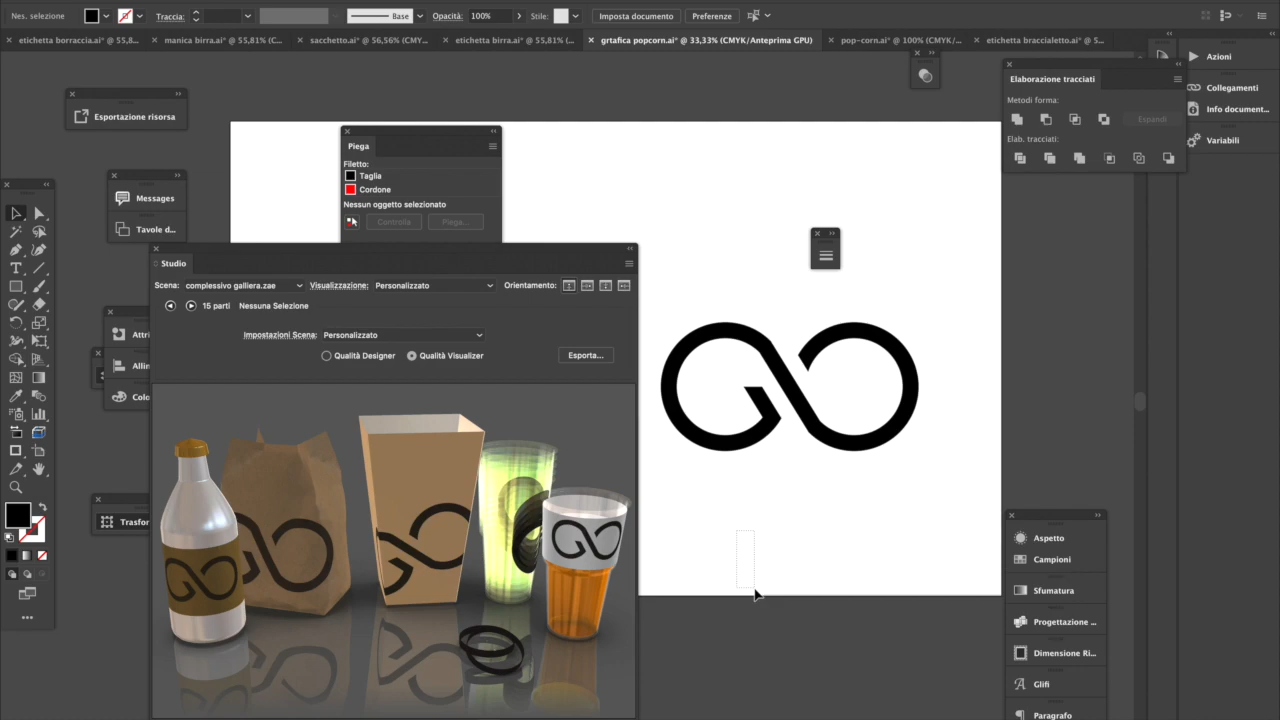 Nes. selezione
Traccia:
Base
Opacità: 100%
Stile:
Imposta documento
Preferenze
etichetta borraccia.ai* @ 55,8...
manica birra.ai* @ 55,81% (C...
sacchetto.ai* @ 56,56% (CMY...
etichetta birra.ai* @ 55,81% (...
grtafica popcorn.ai* @ 33,33% (CMYK/Anteprima GPU)
pop-corn.ai* @ 100% (CMYK/...
etichetta braccialetto.ai* @ 5...
Esportazione risorsa
Messages
Tavole d...
Attri
Allin
Colo
Trasfor
Piega
Filetto:
Taglia
Cordone
Nessun oggetto selezionato
Controlla
Piega...
Studio
Scena: complessivo galliera.zae
Visualizzazione: Personalizzato
Orientamento:
15 parti Nessuna Selezione
Impostazioni Scena: Personalizzato
Qualità Designer
Qualità Visualizer
Esporta...
Elaborazione tracciati
Metodi forma:
Espandi
Elab. tracciati:
Azioni
Collegamenti
Info document...
Variabili
Aspetto
Campioni
Sfumatura
Progettazione ...
Dimensione Ri...
Glifi
Paragrafo